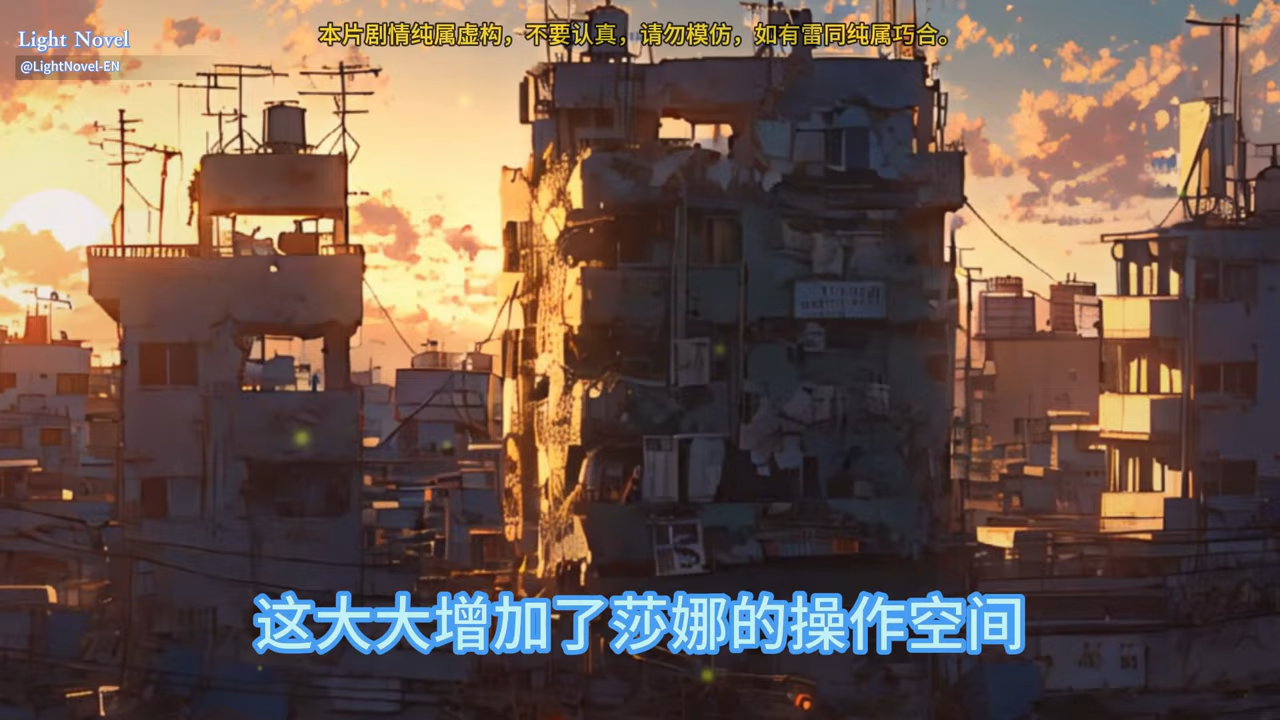 本片剧情纯属虚构，不要认真，请勿模仿，如有雷同纯属巧合。
Light Novel
@LightNovel-EN
这大大增加了莎娜的操作空间